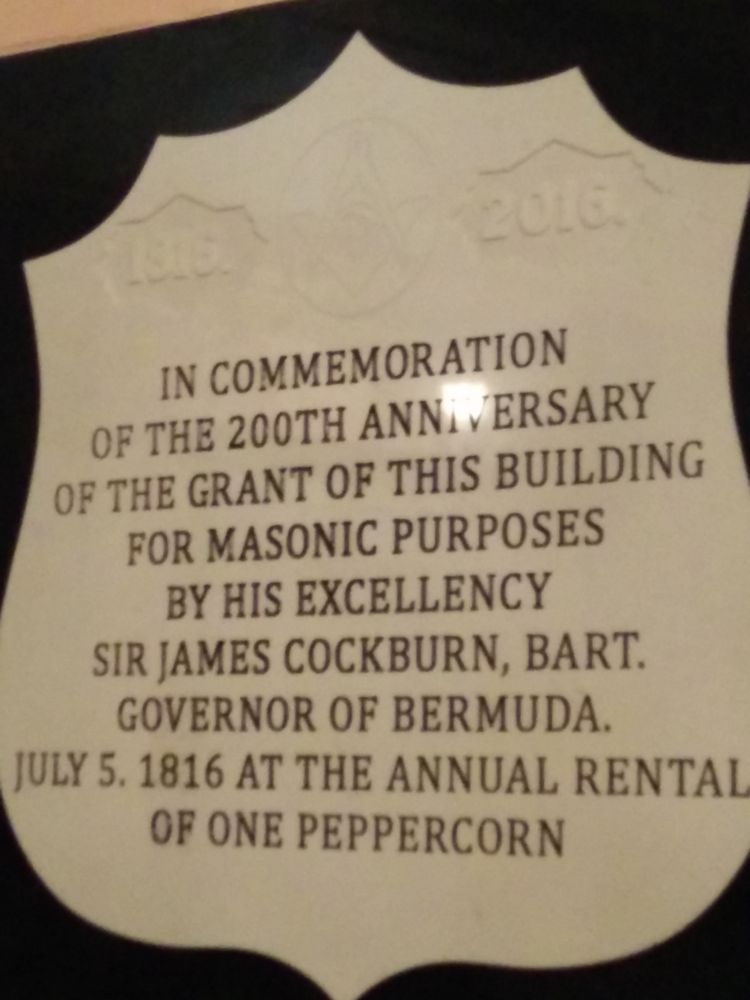 1816. 2016.
IN COMMEMORATION
OF THE 200TH ANNIVERSARY
OF THE GRANT OF THIS BUILDING
FOR MASONIC PURPOSES
BY HIS EXCELLENCY
SIR JAMES COCKBURN, BART.
GOVERNOR OF BERMUDA.
JULY 5. 1816 AT THE ANNUAL RENTAL
OF ONE PEPPERCORN